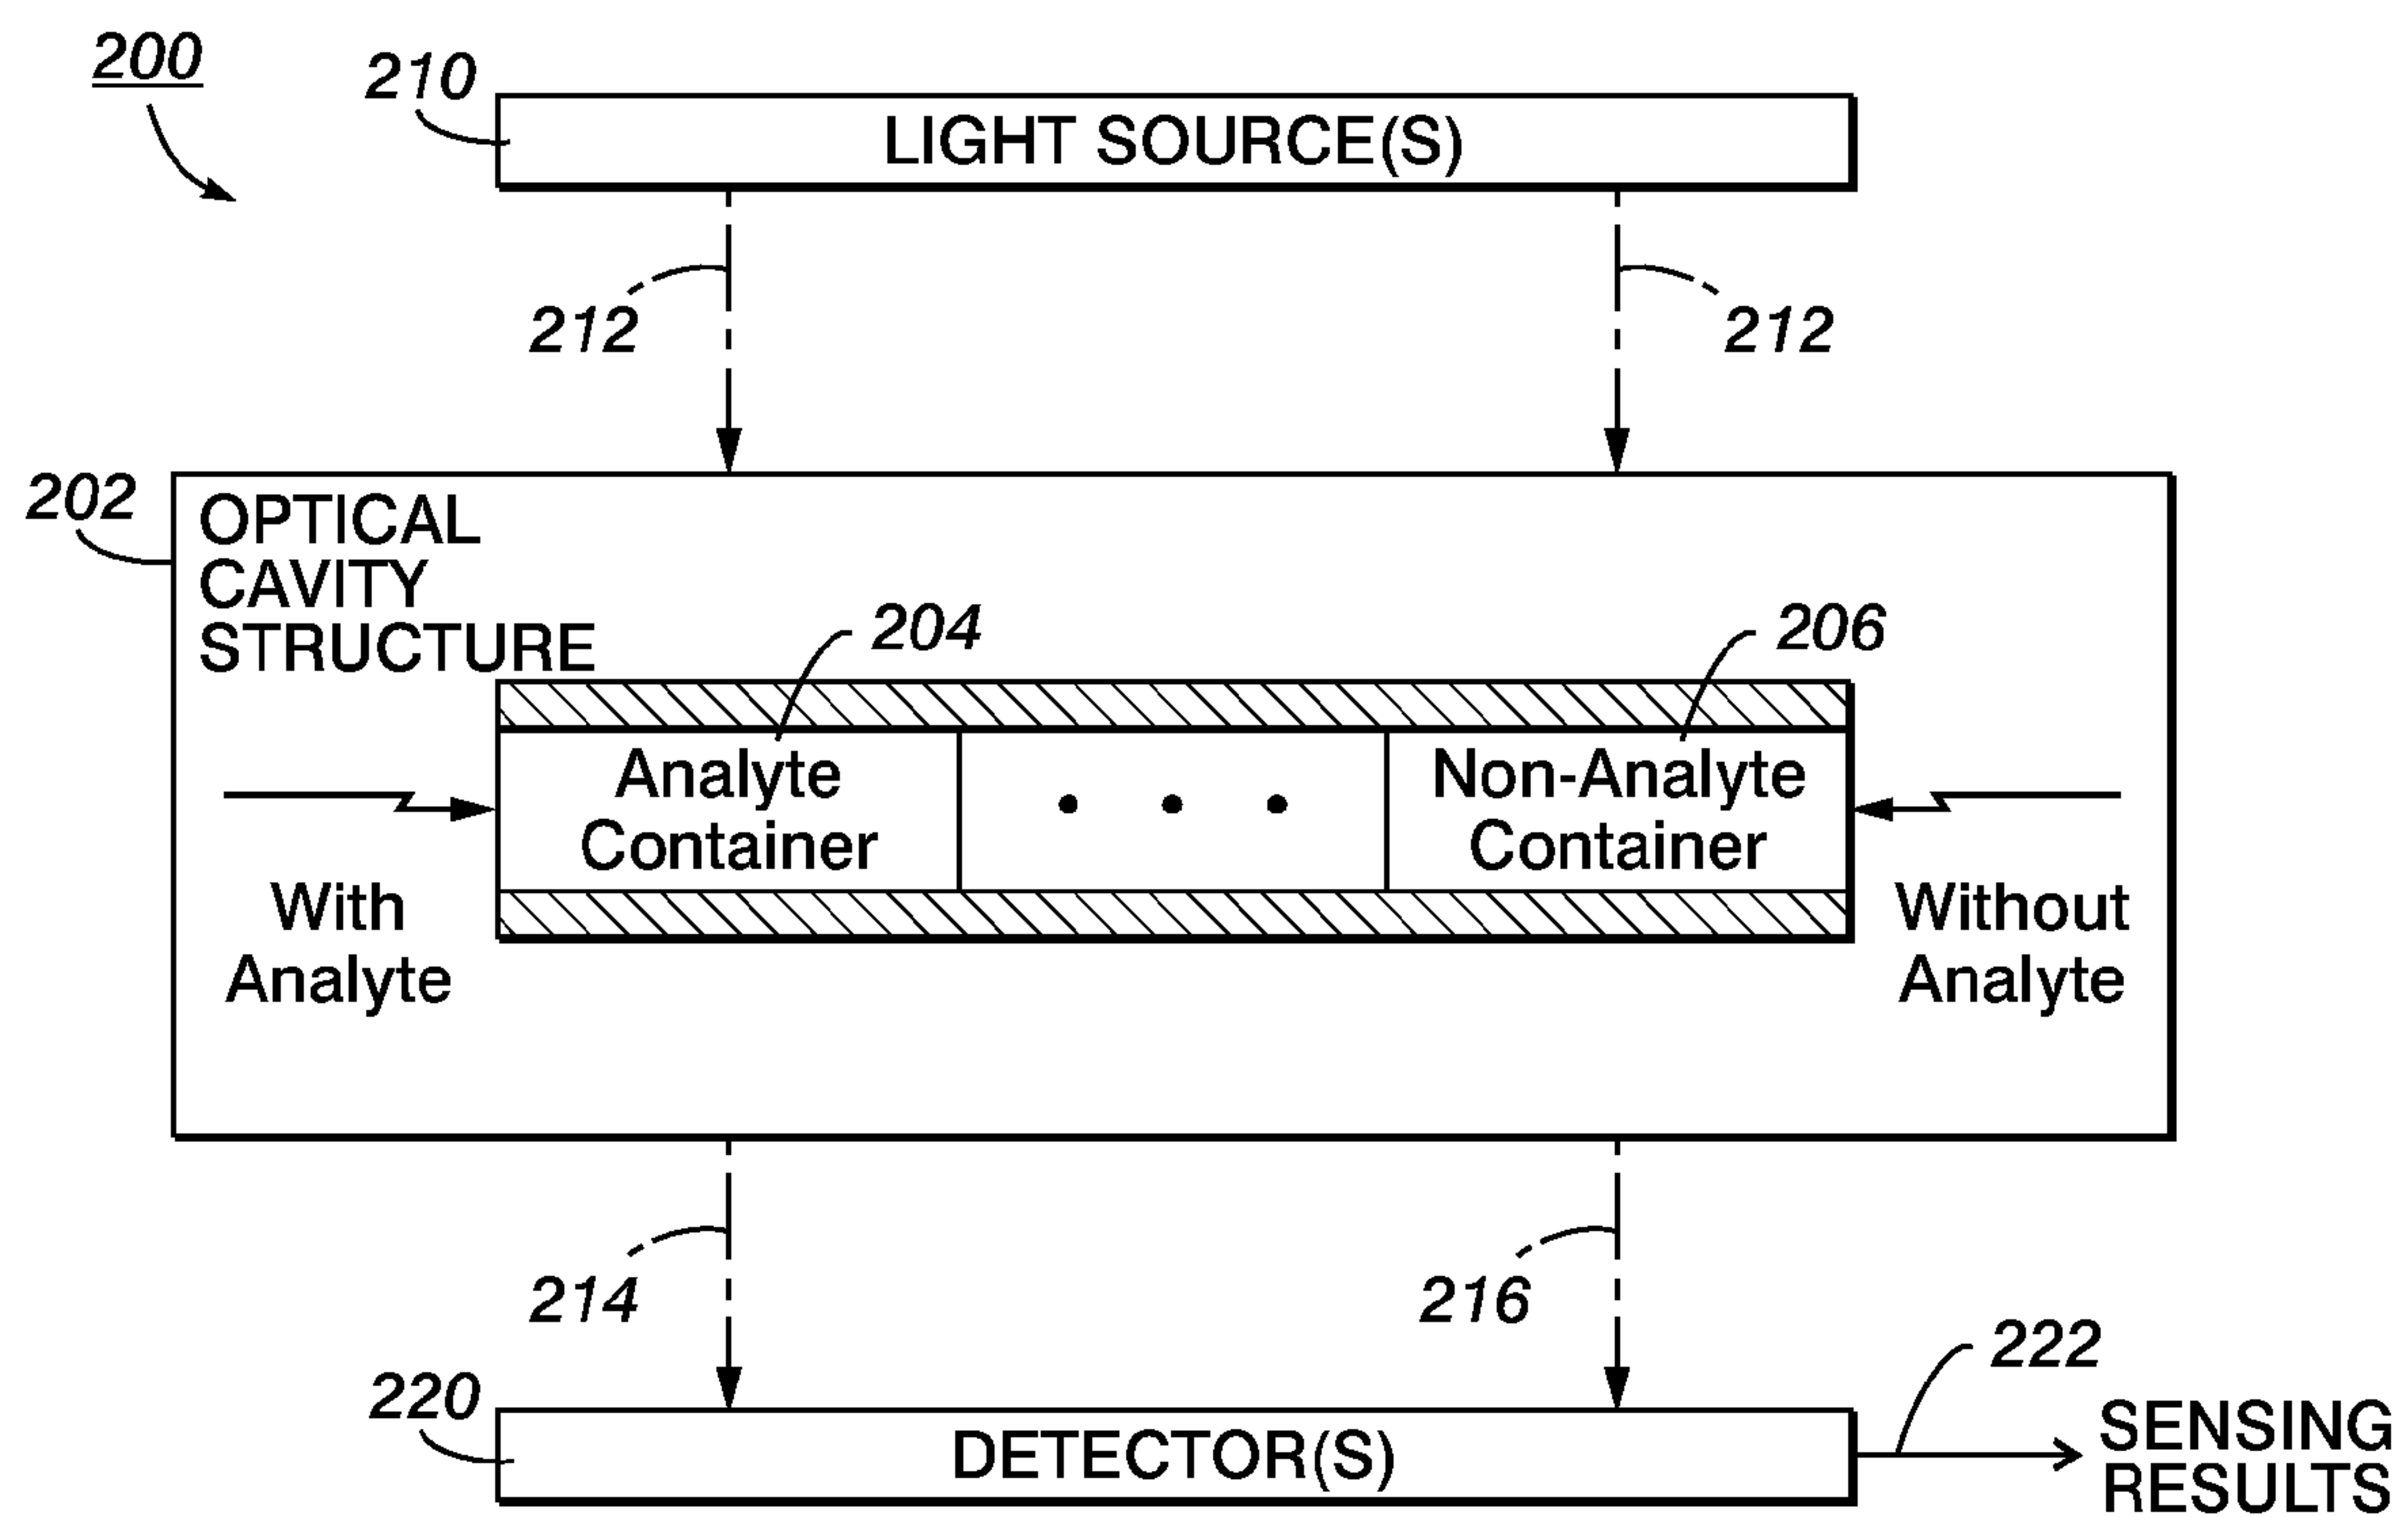 200
210
LIGHT SOURCE(S)
212
212
202
OPTICAL
CAVITY
STRUCTURE
204
206
Analyte
Container
• • •
Non-Analyte
Container
With
Analyte
Without
Analyte
214
216
220
DETECTOR(S)
222
SENSING
RESULTS